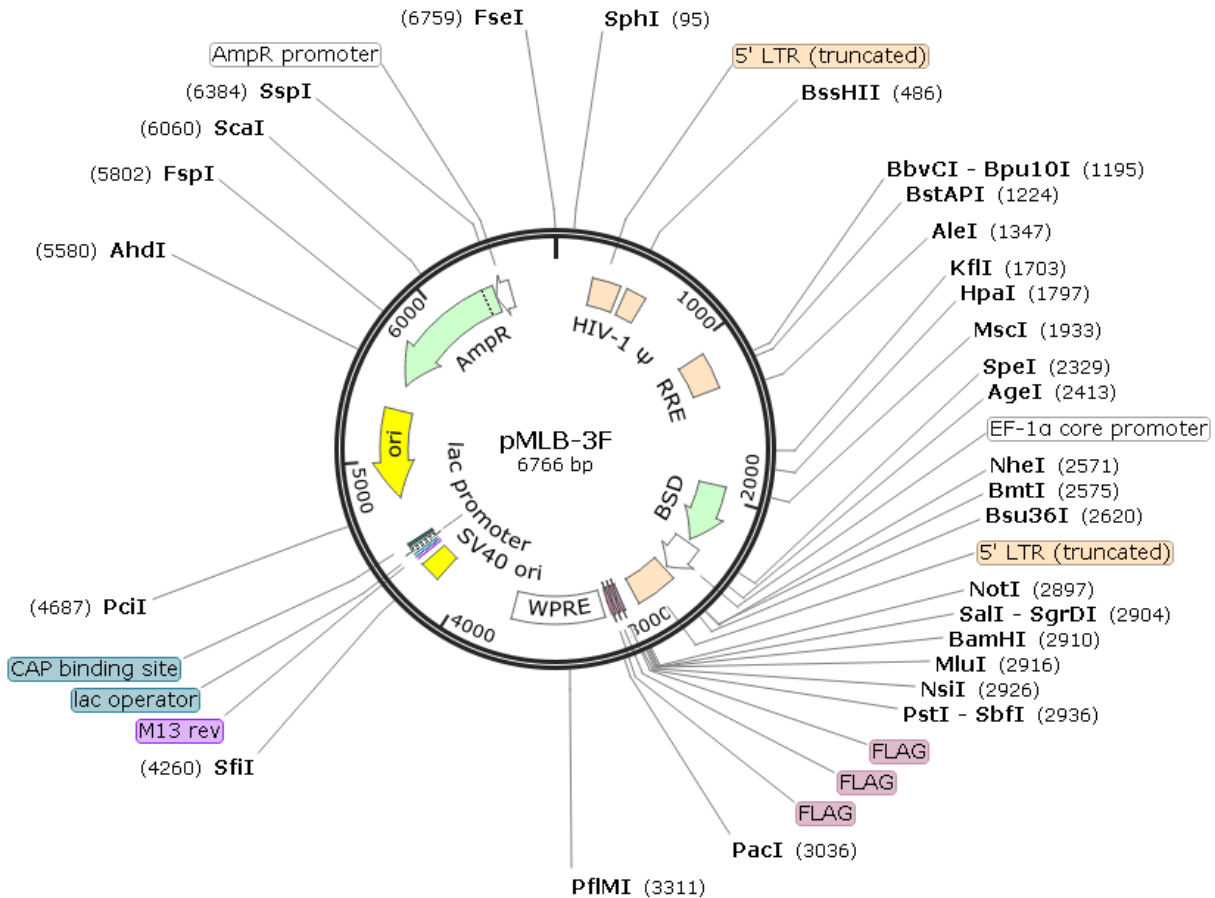 (6759) FseI
SphI (95)
AmpR promoter
5' LTR (truncated)
(6384) SspI
BssHII (486)
(6060) ScaI
(5802) FspI
BbvCI - Bpu10I (1195)
BstAPI (1224)
AleI (1347)
(5580) AhdI
KflI (1703)
HpaI (1797)
MscI (1933)
SpeI (2329)
AgeI (2413)
EF-1α core promoter
NheI (2571)
BmtI (2575)
Bsu36I (2620)
5' LTR (truncated)
NotI (2897)
SalI - SgrDI (2904)
BamHI (2910)
MluI (2916)
NsiI (2926)
PstI - SbfI (2936)
FLAG
FLAG
FLAG
PacI (3036)
PflMI (3311)
(4687) PciI
CAP binding site
lac operator
M13 rev
(4260) SfiI
1000
2000
3000
4000
5000
6000
HIV-1 ψ
RRE
BSD
WPRE
SV40 ori
lac promoter
ori
AmpR
pMLB-3F
6766 bp